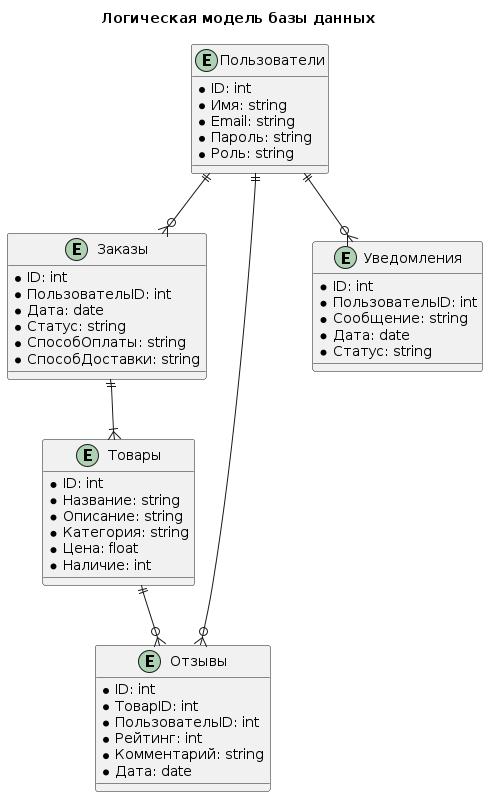 Логическая модель базы данных
E Пользователи
ID: int
Имя: string
Email: string
Пароль: string
Роль: string
E Заказы
ID: int
ПользовательID: int
Дата: date
Статус: string
СпособОплаты: string
СпособДоставки: string
E Уведомления
ID: int
ПользовательID: int
Сообщение: string
Дата: date
Статус: string
E Товары
ID: int
Название: string
Описание: string
Категория: string
Цена: float
Наличие: int
E Отзывы
ID: int
ТоварID: int
ПользовательID: int
Рейтинг: int
Комментарий: string
Дата: date